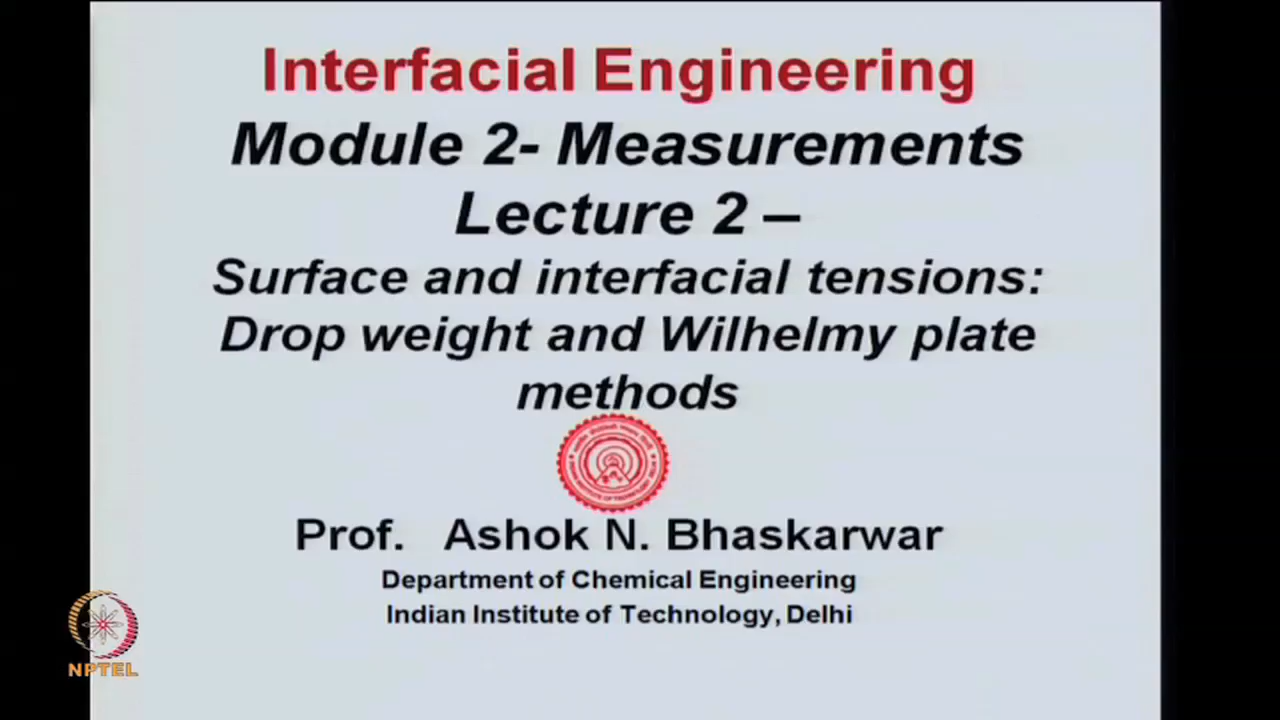 Interfacial Engineering
Module 2- Measurements
Lecture 2 –
Surface and interfacial tensions:
Drop weight and Wilhelmy plate
methods
Prof. Ashok N. Bhaskarwar
Department of Chemical Engineering
Indian Institute of Technology, Delhi
NPTEL